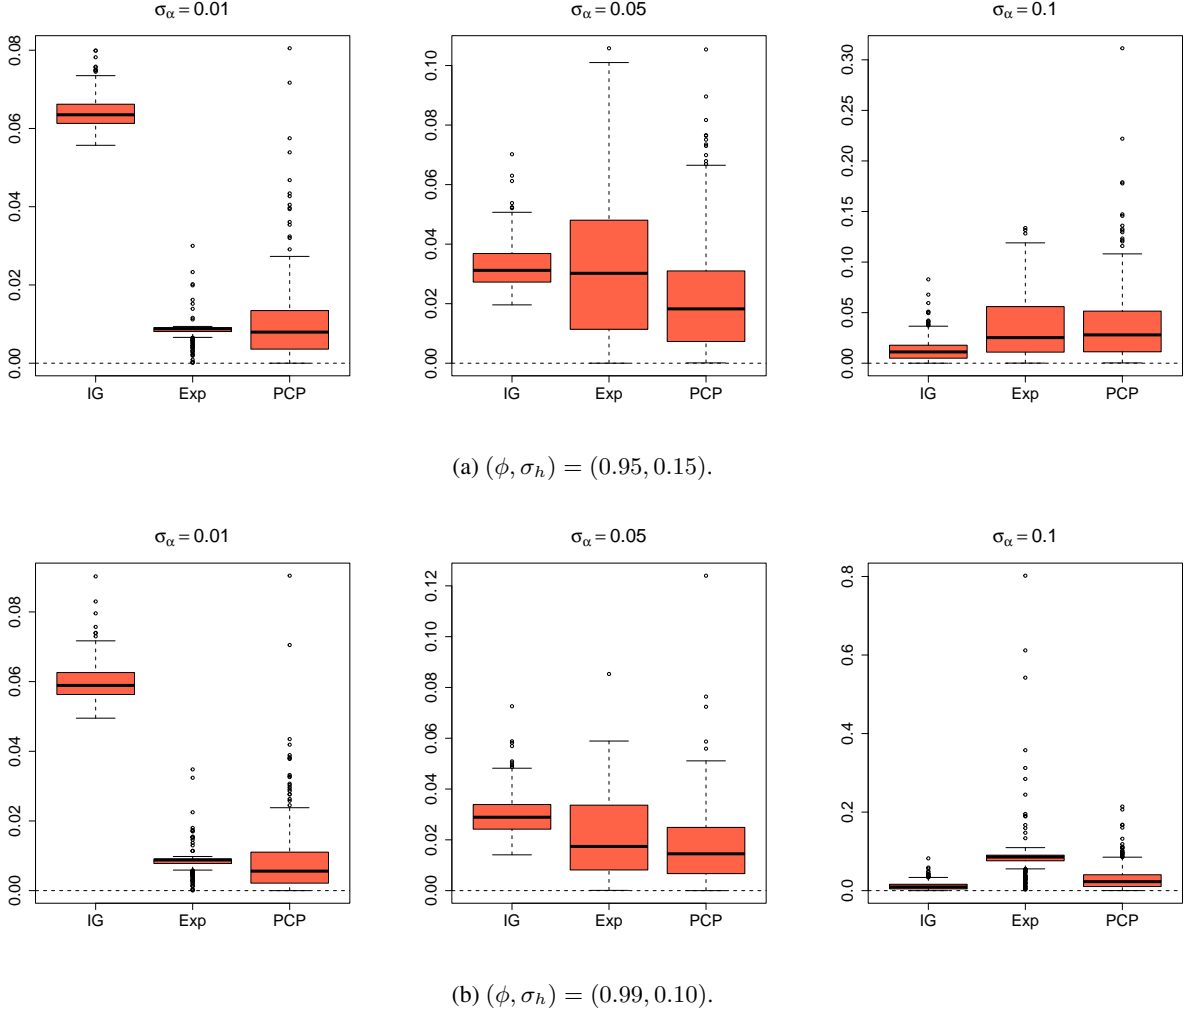 σα = 0.01 σα = 0.05 σα = 0.1
0.00 0.02 0.04 0.06 0.08
0.00 0.02 0.04 0.06 0.08 0.10
0.00 0.05 0.10 0.15 0.20 0.25 0.30
IG Exp PCP IG Exp PCP IG Exp PCP
(a) (ϕ, σh) = (0.95, 0.15).
σα = 0.01 σα = 0.05 σα = 0.1
0.00 0.02 0.04 0.06 0.08
0.00 0.02 0.04 0.06 0.08 0.10 0.12
0.0 0.2 0.4 0.6 0.8
IG Exp PCP IG Exp PCP IG Exp PCP
(b) (ϕ, σh) = (0.99, 0.10).